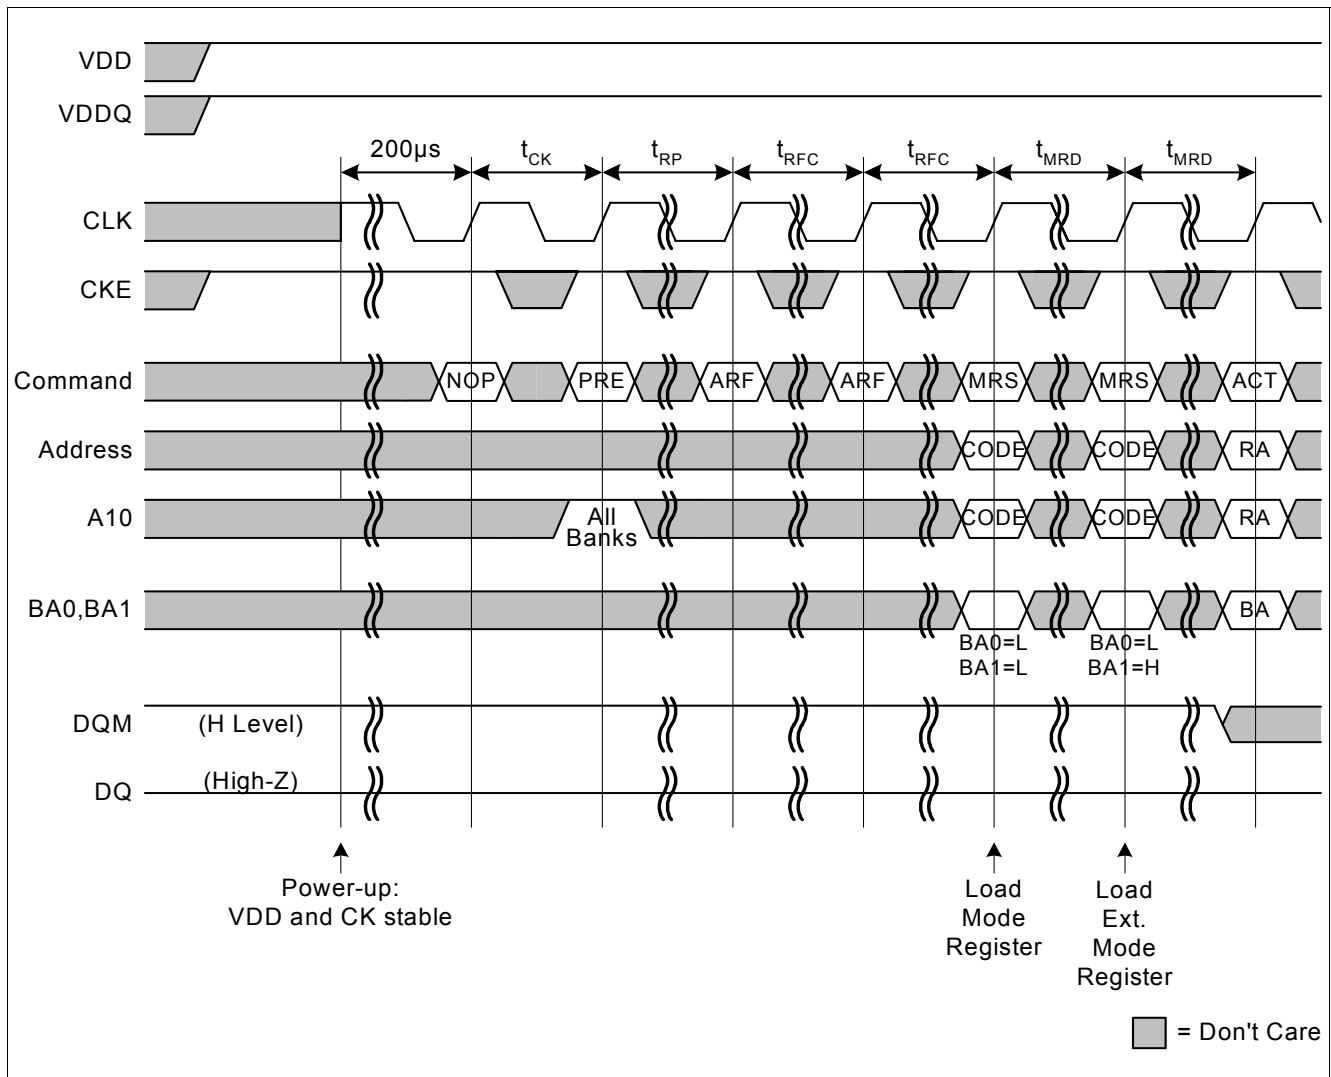 VDD
VDDQ
200µs tCK tRP tRFC tRFC tMRD tMRD
CLK
CKE
Command NOP PRE ARF ARF MRS MRS ACT
Address CODE CODE RA
A10 All Banks CODE CODE RA
BA0,BA1 BA
BA0=L BA0=L
BA1=L BA1=H
DQM (H Level)
DQ (High-Z)
Power-up:
VDD and CK stable
Load
Mode
Register
Load
Ext.
Mode
Register
= Don't Care